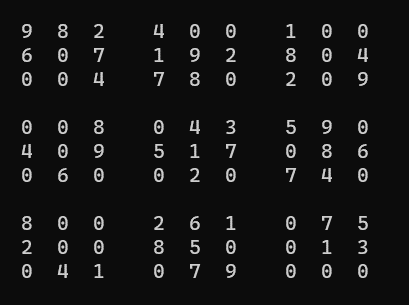 9 8 2 4 0 0 1 0 0
6 0 7 1 9 2 8 0 4
0 0 4 7 8 0 2 0 9
0 0 8 0 4 3 5 9 0
4 0 9 5 1 7 0 8 6
0 6 0 0 2 0 7 4 0
8 0 0 2 6 1 0 7 5
2 0 0 8 5 0 0 1 3
0 4 1 0 7 9 0 0 0